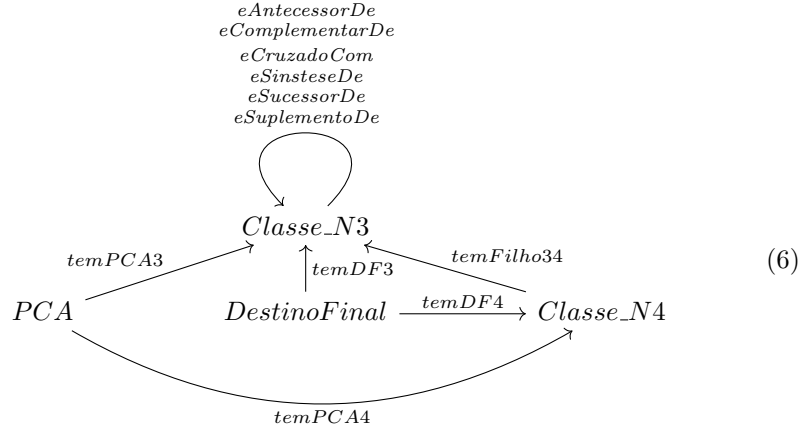 eAntecessorDe
eComplementarDe
eCruzadoCom
eSinsteseDe
eSucessorDe
eSuplementoDe
Classe_N3
temPCA3
temFilho34
(6)
temDF3
PCA
DestinoFinal
temDF4
Classe_N4
temPCA4